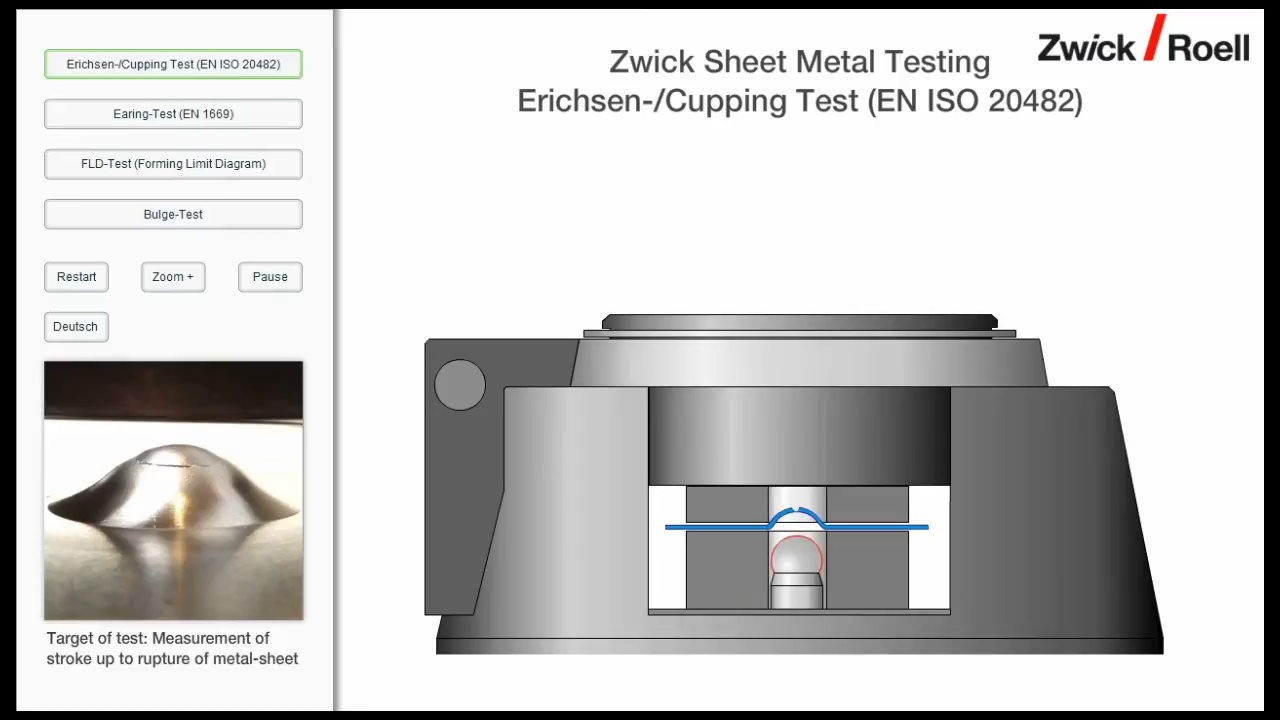 Erichsen-/Cupping Test (EN ISO 20482)
Earing-Test (EN 1669)
FLD-Test (Forming Limit Diagram)
Bulge-Test
Restart
Zoom +
Pause
Deutsch
Target of test: Measurement of
stroke up to rupture of metal-sheet
Zwick Sheet Metal Testing
Erichsen-/Cupping Test (EN ISO 20482)
Zwick / Roell